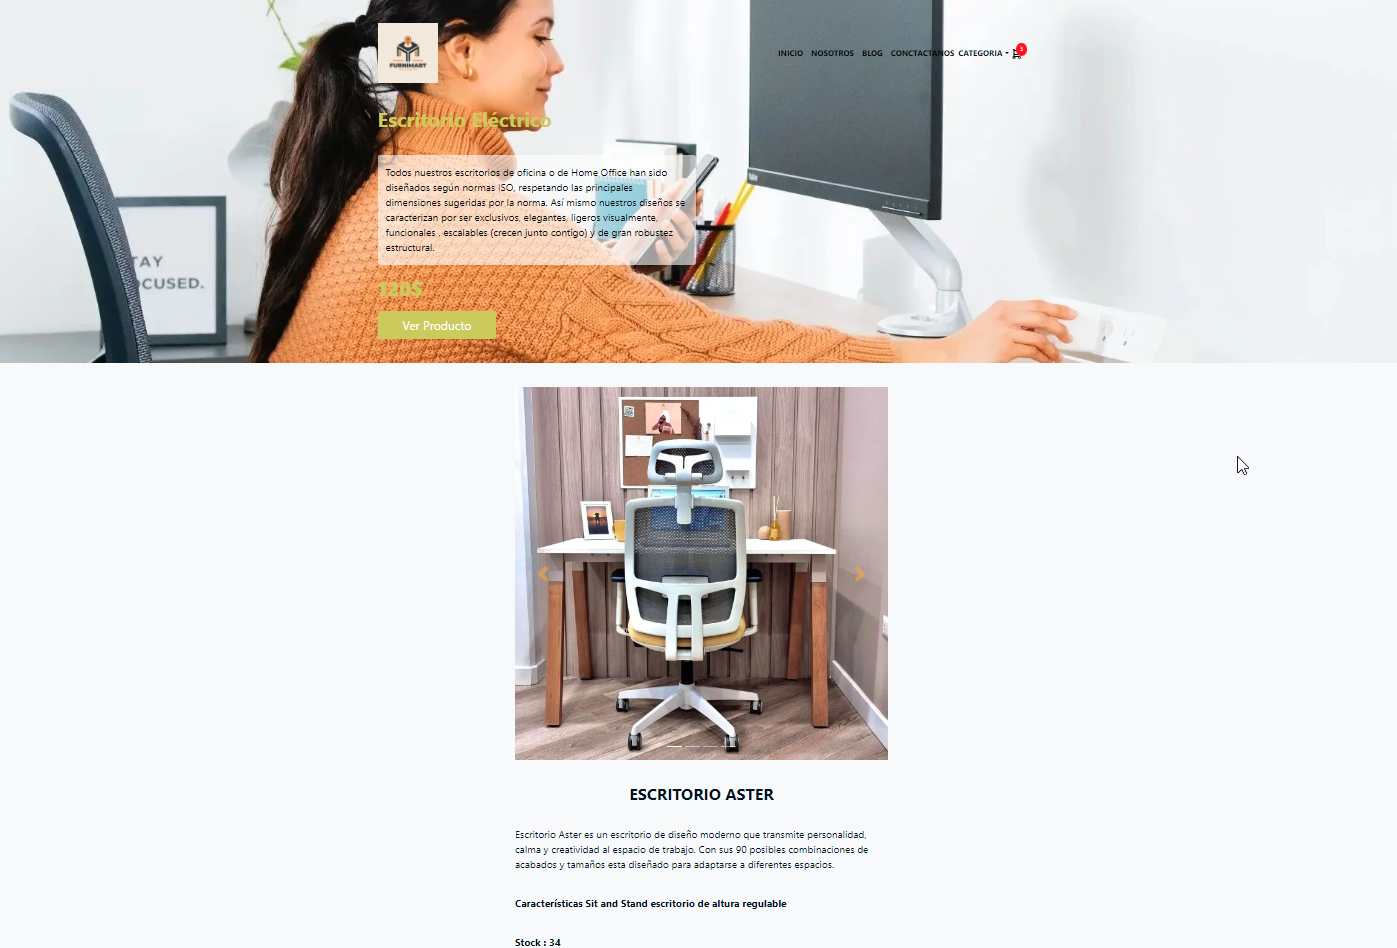 FURNIMART
INICIO NOSOTROS BLOG CONCTACTANOS CATEGORIA
Escritorio Eléctrico
Todos nuestros escritorios de oficina o de Home Office han sido
diseñados según normas ISO, respetando las principales
dimensiones sugeridas por la norma. Así mismo nuestros diseños se
caracterizan por ser exclusivos, elegantes, ligeros visualmente,
funcionales , escalables (crecen junto contigo) y de gran robustez
estructural.
TAY
CUSED.
Ver Producto
ESCRITORIO ASTER
Escritorio Aster es un escritorio de diseño moderno que transmite personalidad,
calma y creatividad al espacio de trabajo. Con sus 90 posibles combinaciones de
acabados y tamaños esta diseñado para adaptarse a diferentes espacios.
Características Sit and Stand escritorio de altura regulable
Stock : 34